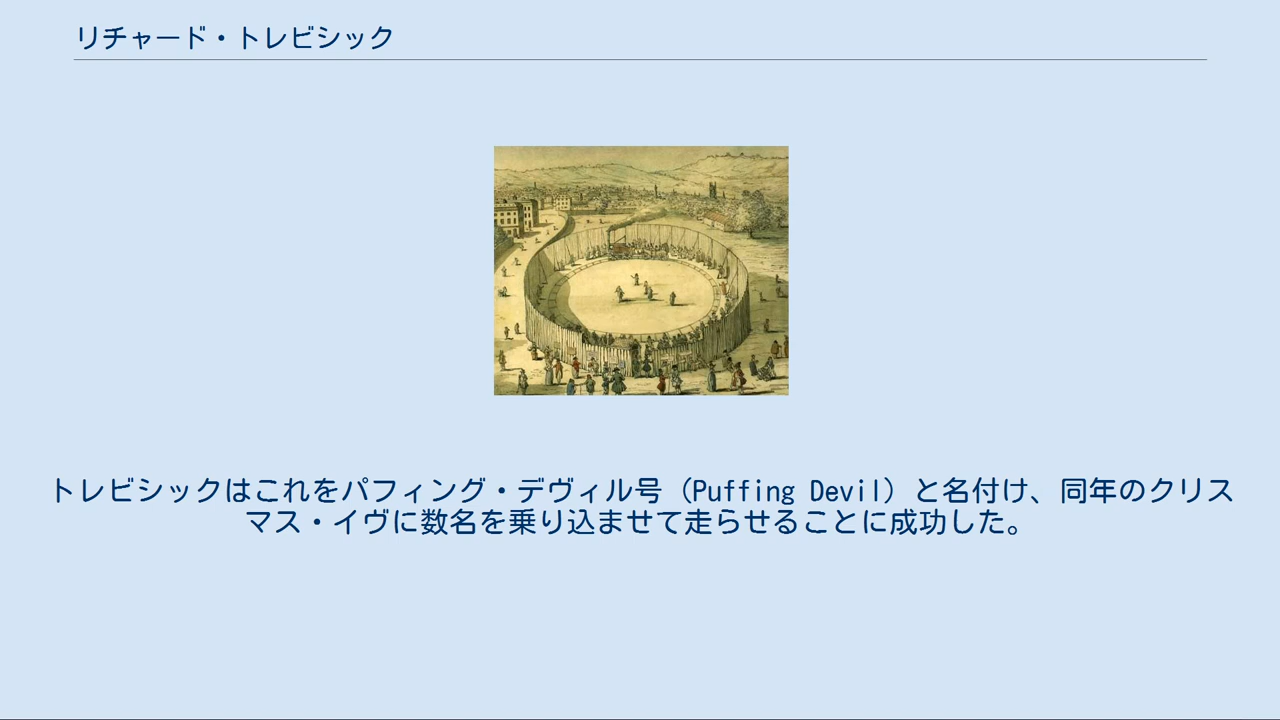 リチャード・トレビシック
トレビシックはこれをパフィング・デヴィル号（Puffing Devil）と名付け、同年のクリス
マス・イヴに数名を乗り込ませて走らせることに成功した。